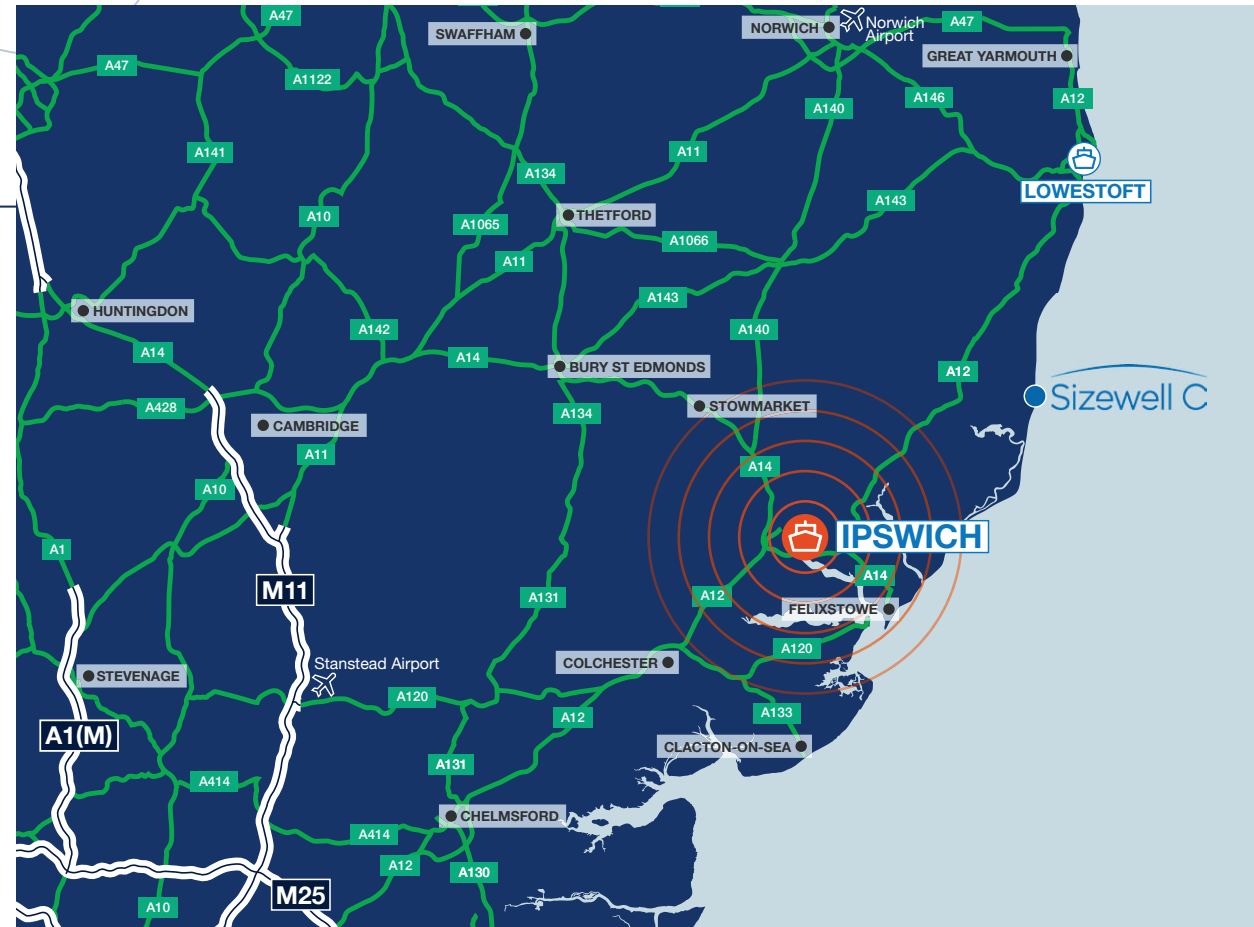 A47
SWAFFHAM
NORWICH
Norwich
Airport
A47
GREAT YARMOUTH
A47
A1122
A140
A146
A12
A141
A134
A11
LOWESTOFT
A10
A1065
THETFORD
A143
A1066
A11
HUNTINGDON
A143
A142
A140
A14
A14
BURY ST EDMONDS
A12
A428
A134
STOWMARKET
Sizewell C
CAMBRIDGE
A11
A14
A10
IPSWICH
A1
A14
M11
A131
A12
FELIXSTOWE
A120
COLCHESTER
Stanstead Airport
STEVENAGE
A120
A12
A133
A1(M)
CLACTON-ON-SEA
A131
A414
CHELMSFORD
A414
A12
A130
M25
A10